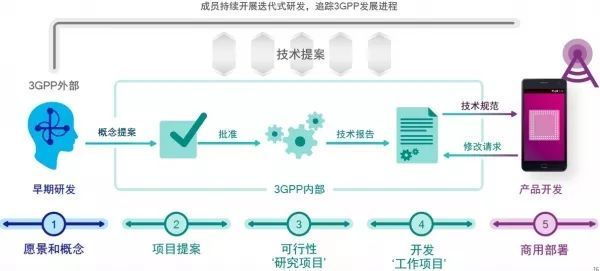 成员持续开展迭代式研发，追踪3GPP发展进程
技术提案
3GPP外部
概念提案
批准
技术报告
技术规范
修改请求
早期研发
3GPP内部
产品开发
1
2
3
4
5
愿景和概念
项目提案
可行性
‘研究项目’
开发
‘工作项目’
商用部署
16